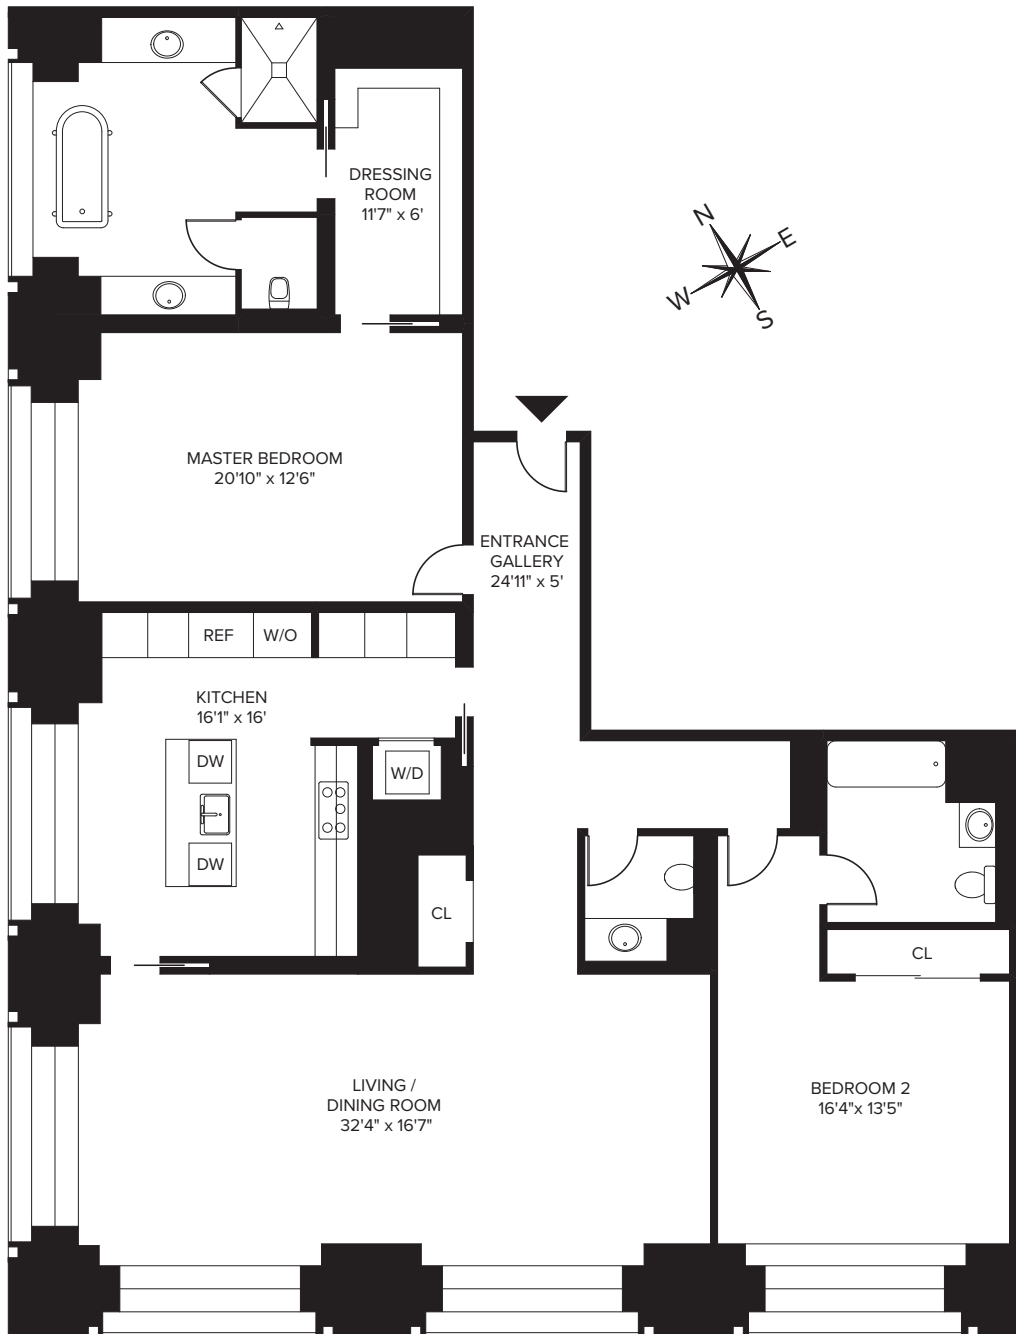 DRESSING
ROOM
11'7" x 6'
N
E
W
S
MASTER BEDROOM
20'10" x 12'6"
ENTRANCE
GALLERY
24'11" x 5'
REF
W/O
KITCHEN
16'1" x 16'
DW
W/D
DW
CL
CL
LIVING /
DINING ROOM
32'4" x 16'7"
BEDROOM 2
16'4"x 13'5"